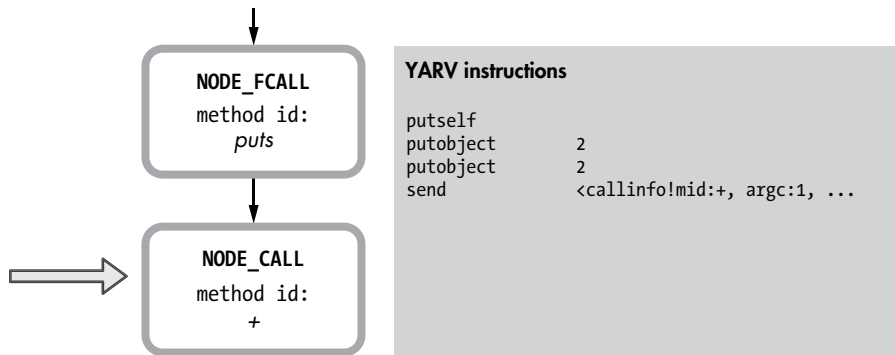 NODE_FCALL
method id:
puts
NODE_CALL
method id:
+
YARV instructions
putself
putobject 2
putobject 2
send <callinfo!mid:+, argc:1, ...